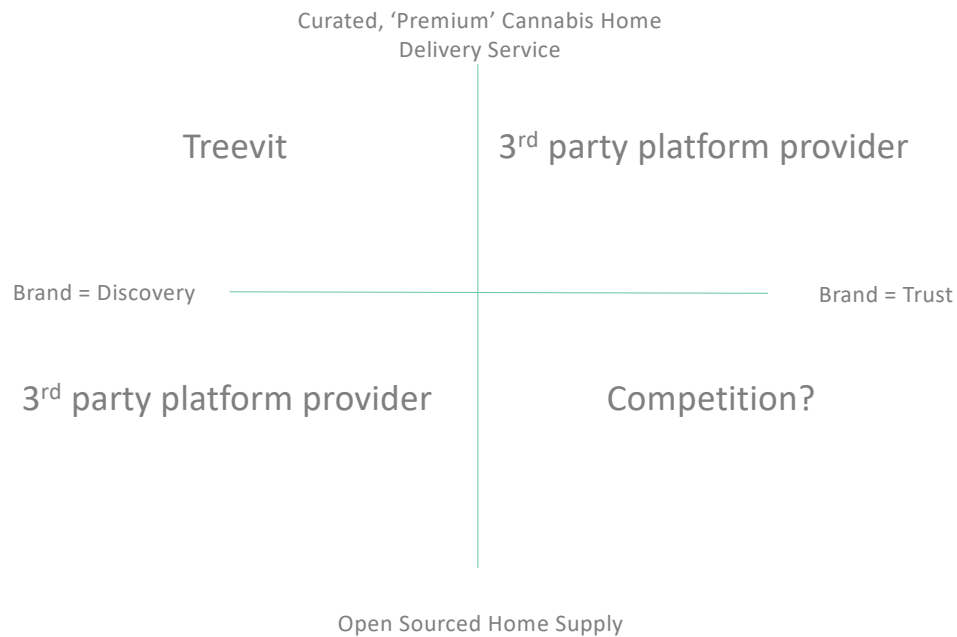 Curated, ‘Premium’ Cannabis Home
Delivery Service
Treevit
3rd party platform provider
Brand = Discovery
Brand = Trust
3rd party platform provider
Competition?
Open Sourced Home Supply